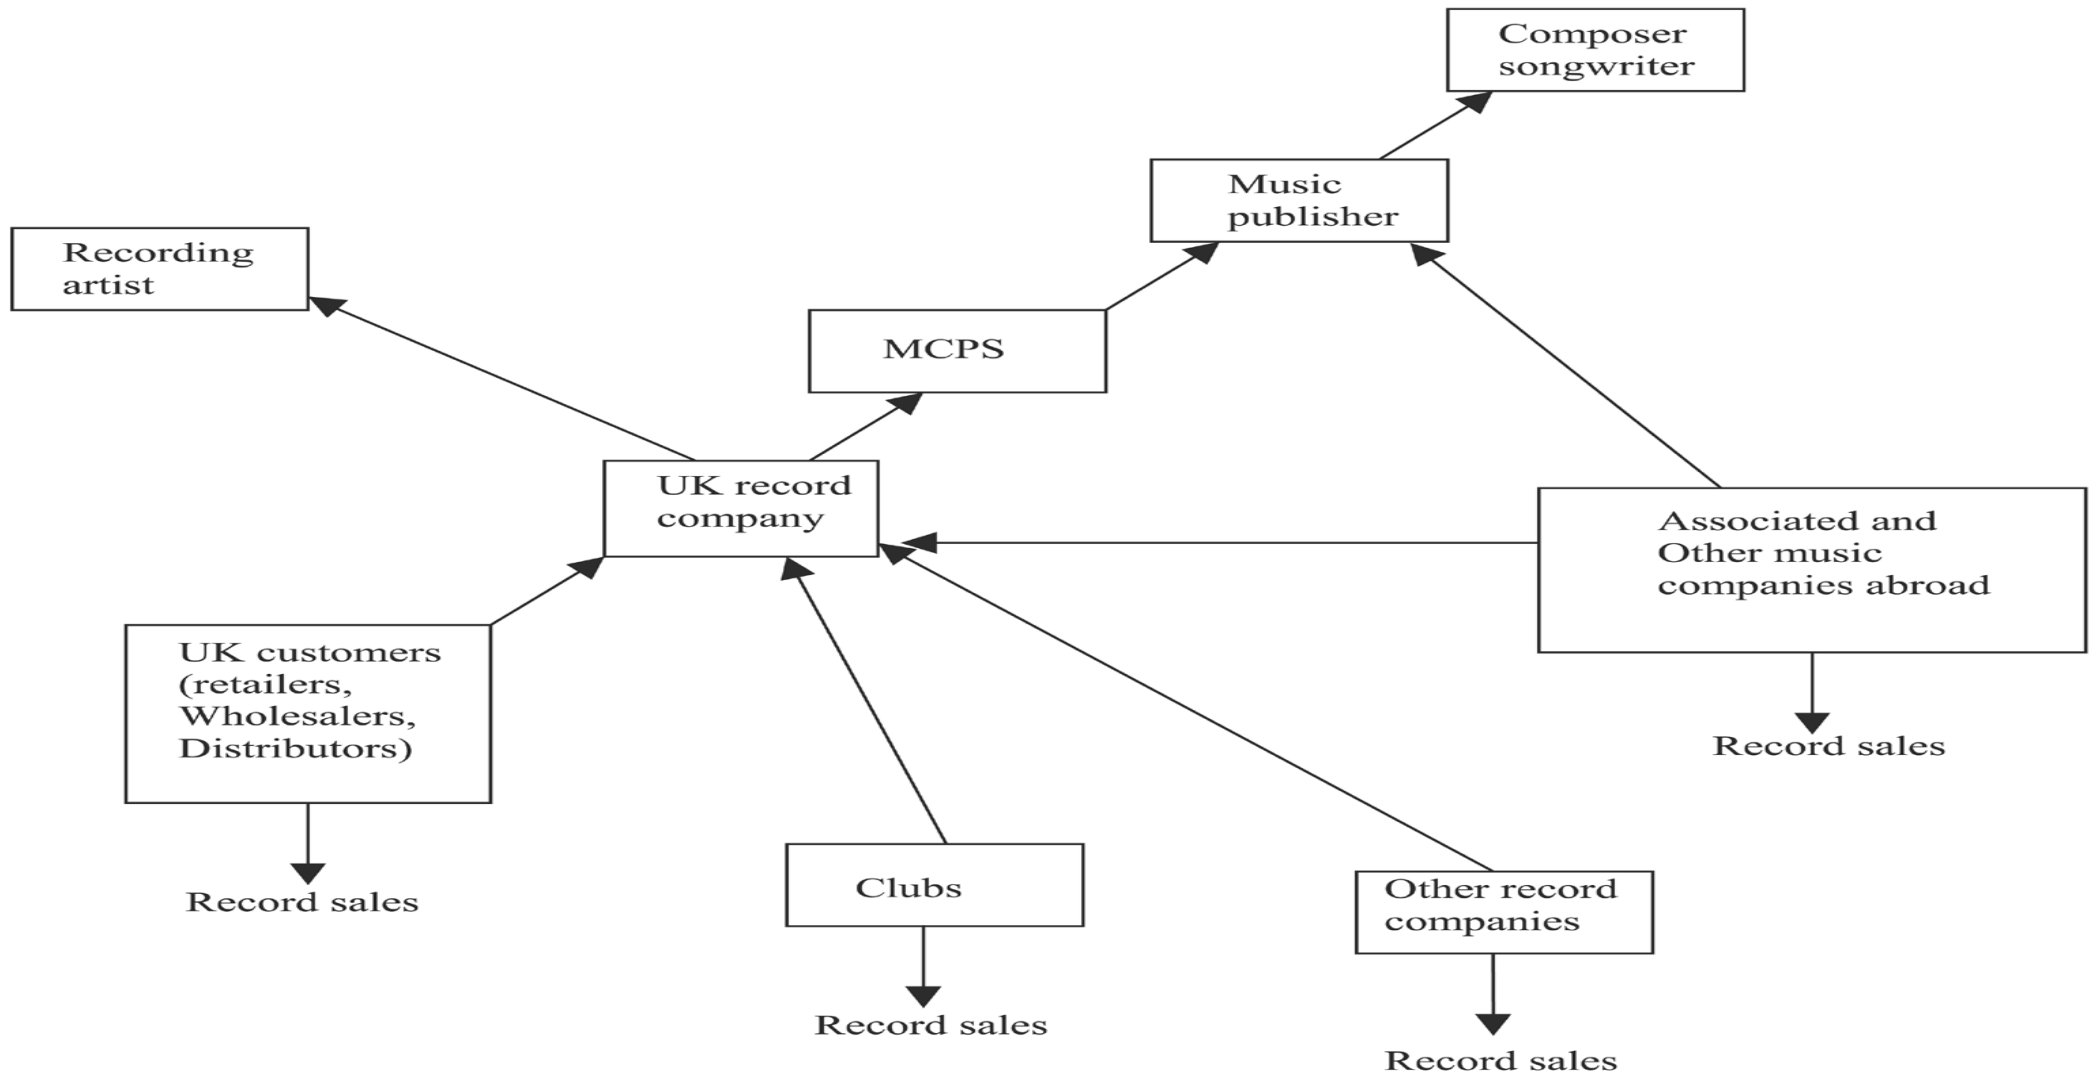 Composer
songwriter
Music
publisher
Recording
artist
MCPS
UK record
company
Associated and
Other music
companies abroad
UK customers
(retailers,
Wholesalers,
Distributors)
Record sales
Clubs
Other record
companies
Record sales
Record sales
Record sales